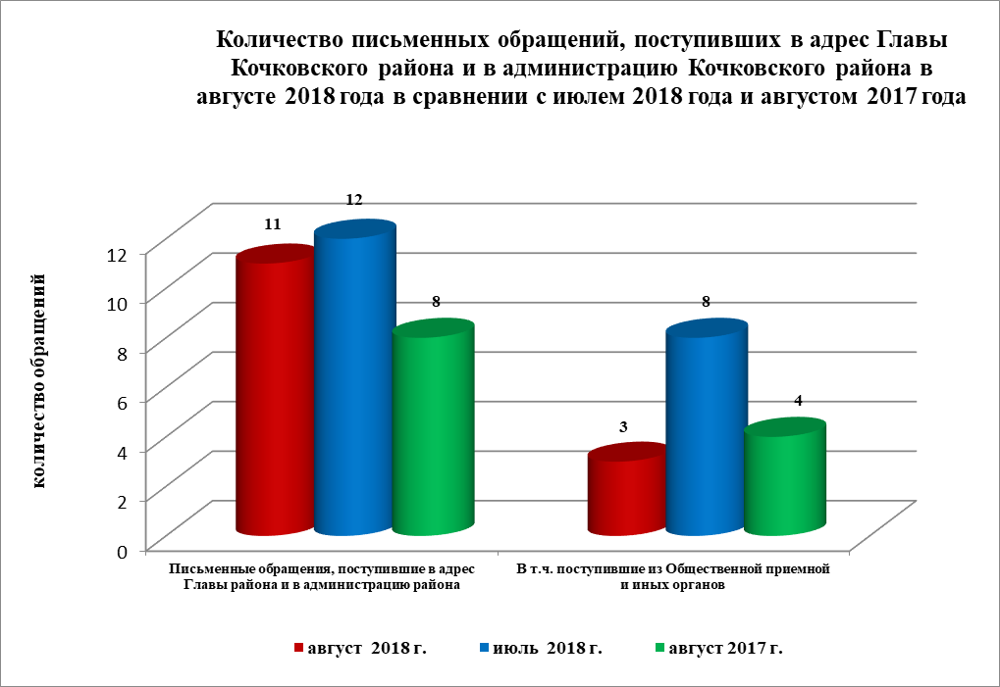 Количество письменных обращений, поступивших в адрес Главы
Кочковского района и в администрацию Кочковского района в
августе 2018 года в сравнении с июлем 2018 года и августом 2017 года
количество обращений
12
10
8
6
4
2
0
11
12
8
3
8
4
Письменные обращения, поступившие в адрес
Главы района и в администрацию района
В т.ч. поступившие из Общественной приемной
и иных органов
август 2018 г.
июль 2018 г.
август 2017 г.